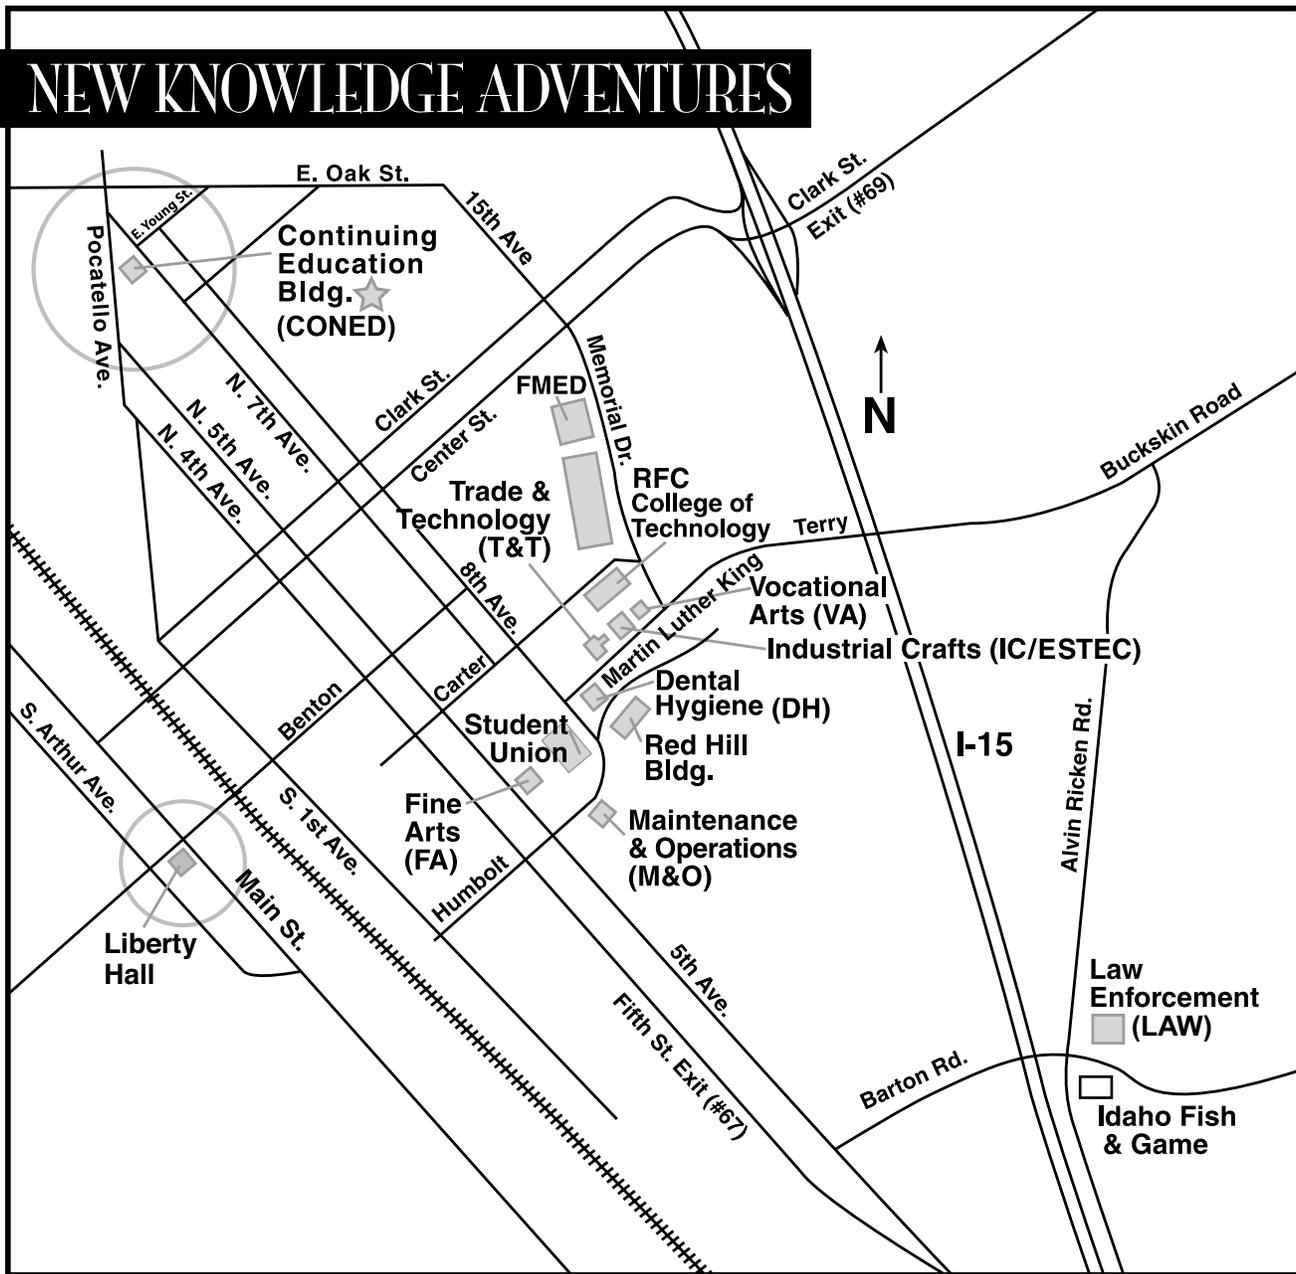 NEW KNOWLEDGE ADVENTURES
E. Oak St.
E. Young St.
15th Ave
Clark St.
Exit (#69)
Pocatello Ave.
Continuing
Education
Bldg.
(CONED)
N. 7th Ave.
N. 5th Ave.
N. 4th Ave.
Clark St.
Center St.
FMED
Memorial Dr.
N
Buckskin Road
Trade &
Technology
(T&T)
RFC
College of
Technology
Terry
Martin Luther King
Vocational
Arts (VA)
Industrial Crafts (IC/ESTEC)
8th Ave.
Carter
Benton
Dental
Hygiene (DH)
Student
Union
Red Hill
Bldg.
I-15
Alvin Ricken Rd.
S. Arthur Ave.
S. 1st Ave.
Fine
Arts
(FA)
Maintenance
& Operations
(M&O)
Humbolt
Main St.
Liberty
Hall
5th Ave.
Fifth St. Exit (#67)
Law
Enforcement
(LAW)
Barton Rd.
Idaho Fish
& Game